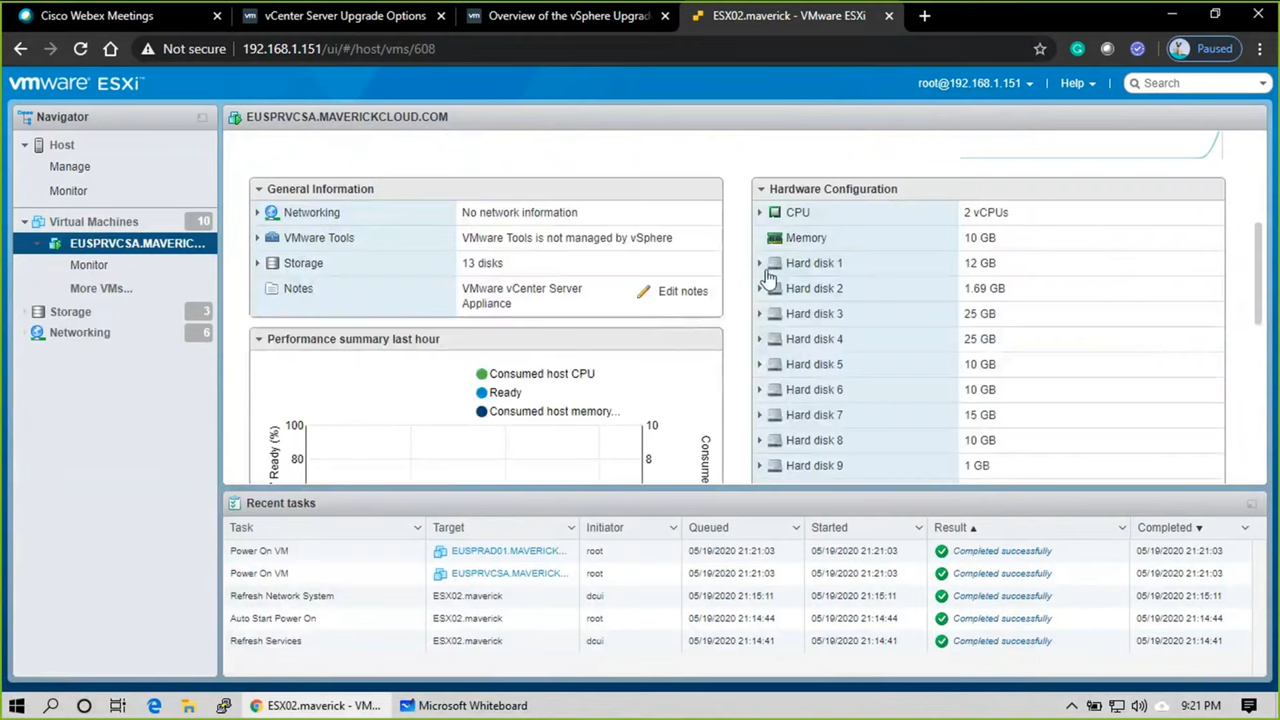 Cisco Webex Meetings
vCenter Server Upgrade Options
Overview of the vSphere Upgrad
ESX02.maverick - VMware ESXi
Not secure
192.168.1.151/ui/#/host/vms/608
Paused
vmware ESXi
root@192.168.1.151
Help
Search
Navigator
Host
Manage
Monitor
Virtual Machines 10
EUSPRVCSA.MAVERIC...
Monitor
More VMs...
Storage 3
Networking 6
EUSPRVCSA.MAVERICKCLOUD.COM
General Information
Networking No network information
VMware Tools VMware Tools is not managed by vSphere
Storage 13 disks
Notes VMware vCenter Server
Appliance
Edit notes
Performance summary last hour
Consumed host CPU
Ready
Consumed host memory...
100
80
Ready (%)
10
8
Consume
Hardware Configuration
CPU 2 vCPUs
Memory 10 GB
Hard disk 1 12 GB
Hard disk 2 1.69 GB
Hard disk 3 25 GB
Hard disk 4 25 GB
Hard disk 5 10 GB
Hard disk 6 10 GB
Hard disk 7 15 GB
Hard disk 8 10 GB
Hard disk 9 1 GB
Recent tasks
Task Target Initiator Queued Started Result Completed
Power On VM EUSPRAD01.MAVERICK... root 05/19/2020 21:21:03 05/19/2020 21:21:03 Completed successfully 05/19/2020 21:21:03
Power On VM EUSPRVCSA.MAVERICK... root 05/19/2020 21:21:03 05/19/2020 21:21:03 Completed successfully 05/19/2020 21:21:03
Refresh Network System ESX02.maverick dcui 05/19/2020 21:15:11 05/19/2020 21:15:11 Completed successfully 05/19/2020 21:15:11
Auto Start Power On ESX02.maverick root 05/19/2020 21:14:44 05/19/2020 21:14:44 Completed successfully 05/19/2020 21:14:44
Refresh Services ESX02.maverick dcui 05/19/2020 21:14:41 05/19/2020 21:14:41 Completed successfully 05/19/2020 21:14:41
ESX02.maverick - VM...
Microsoft Whiteboard
9:21 PM